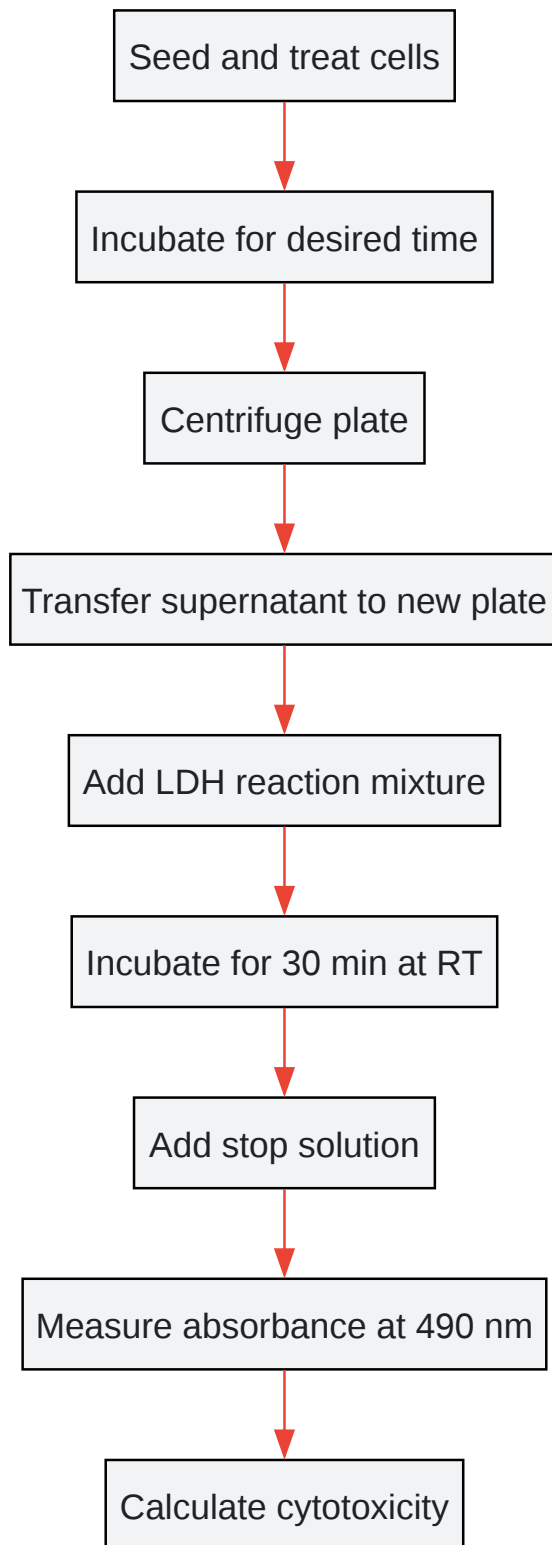 Seed and treat cells
Incubate for desired time
Centrifuge plate
Transfer supernatant to new plate
Add LDH reaction mixture
Incubate for 30 min at RT
Add stop solution
Measure absorbance at 490 nm
Calculate cytotoxicity